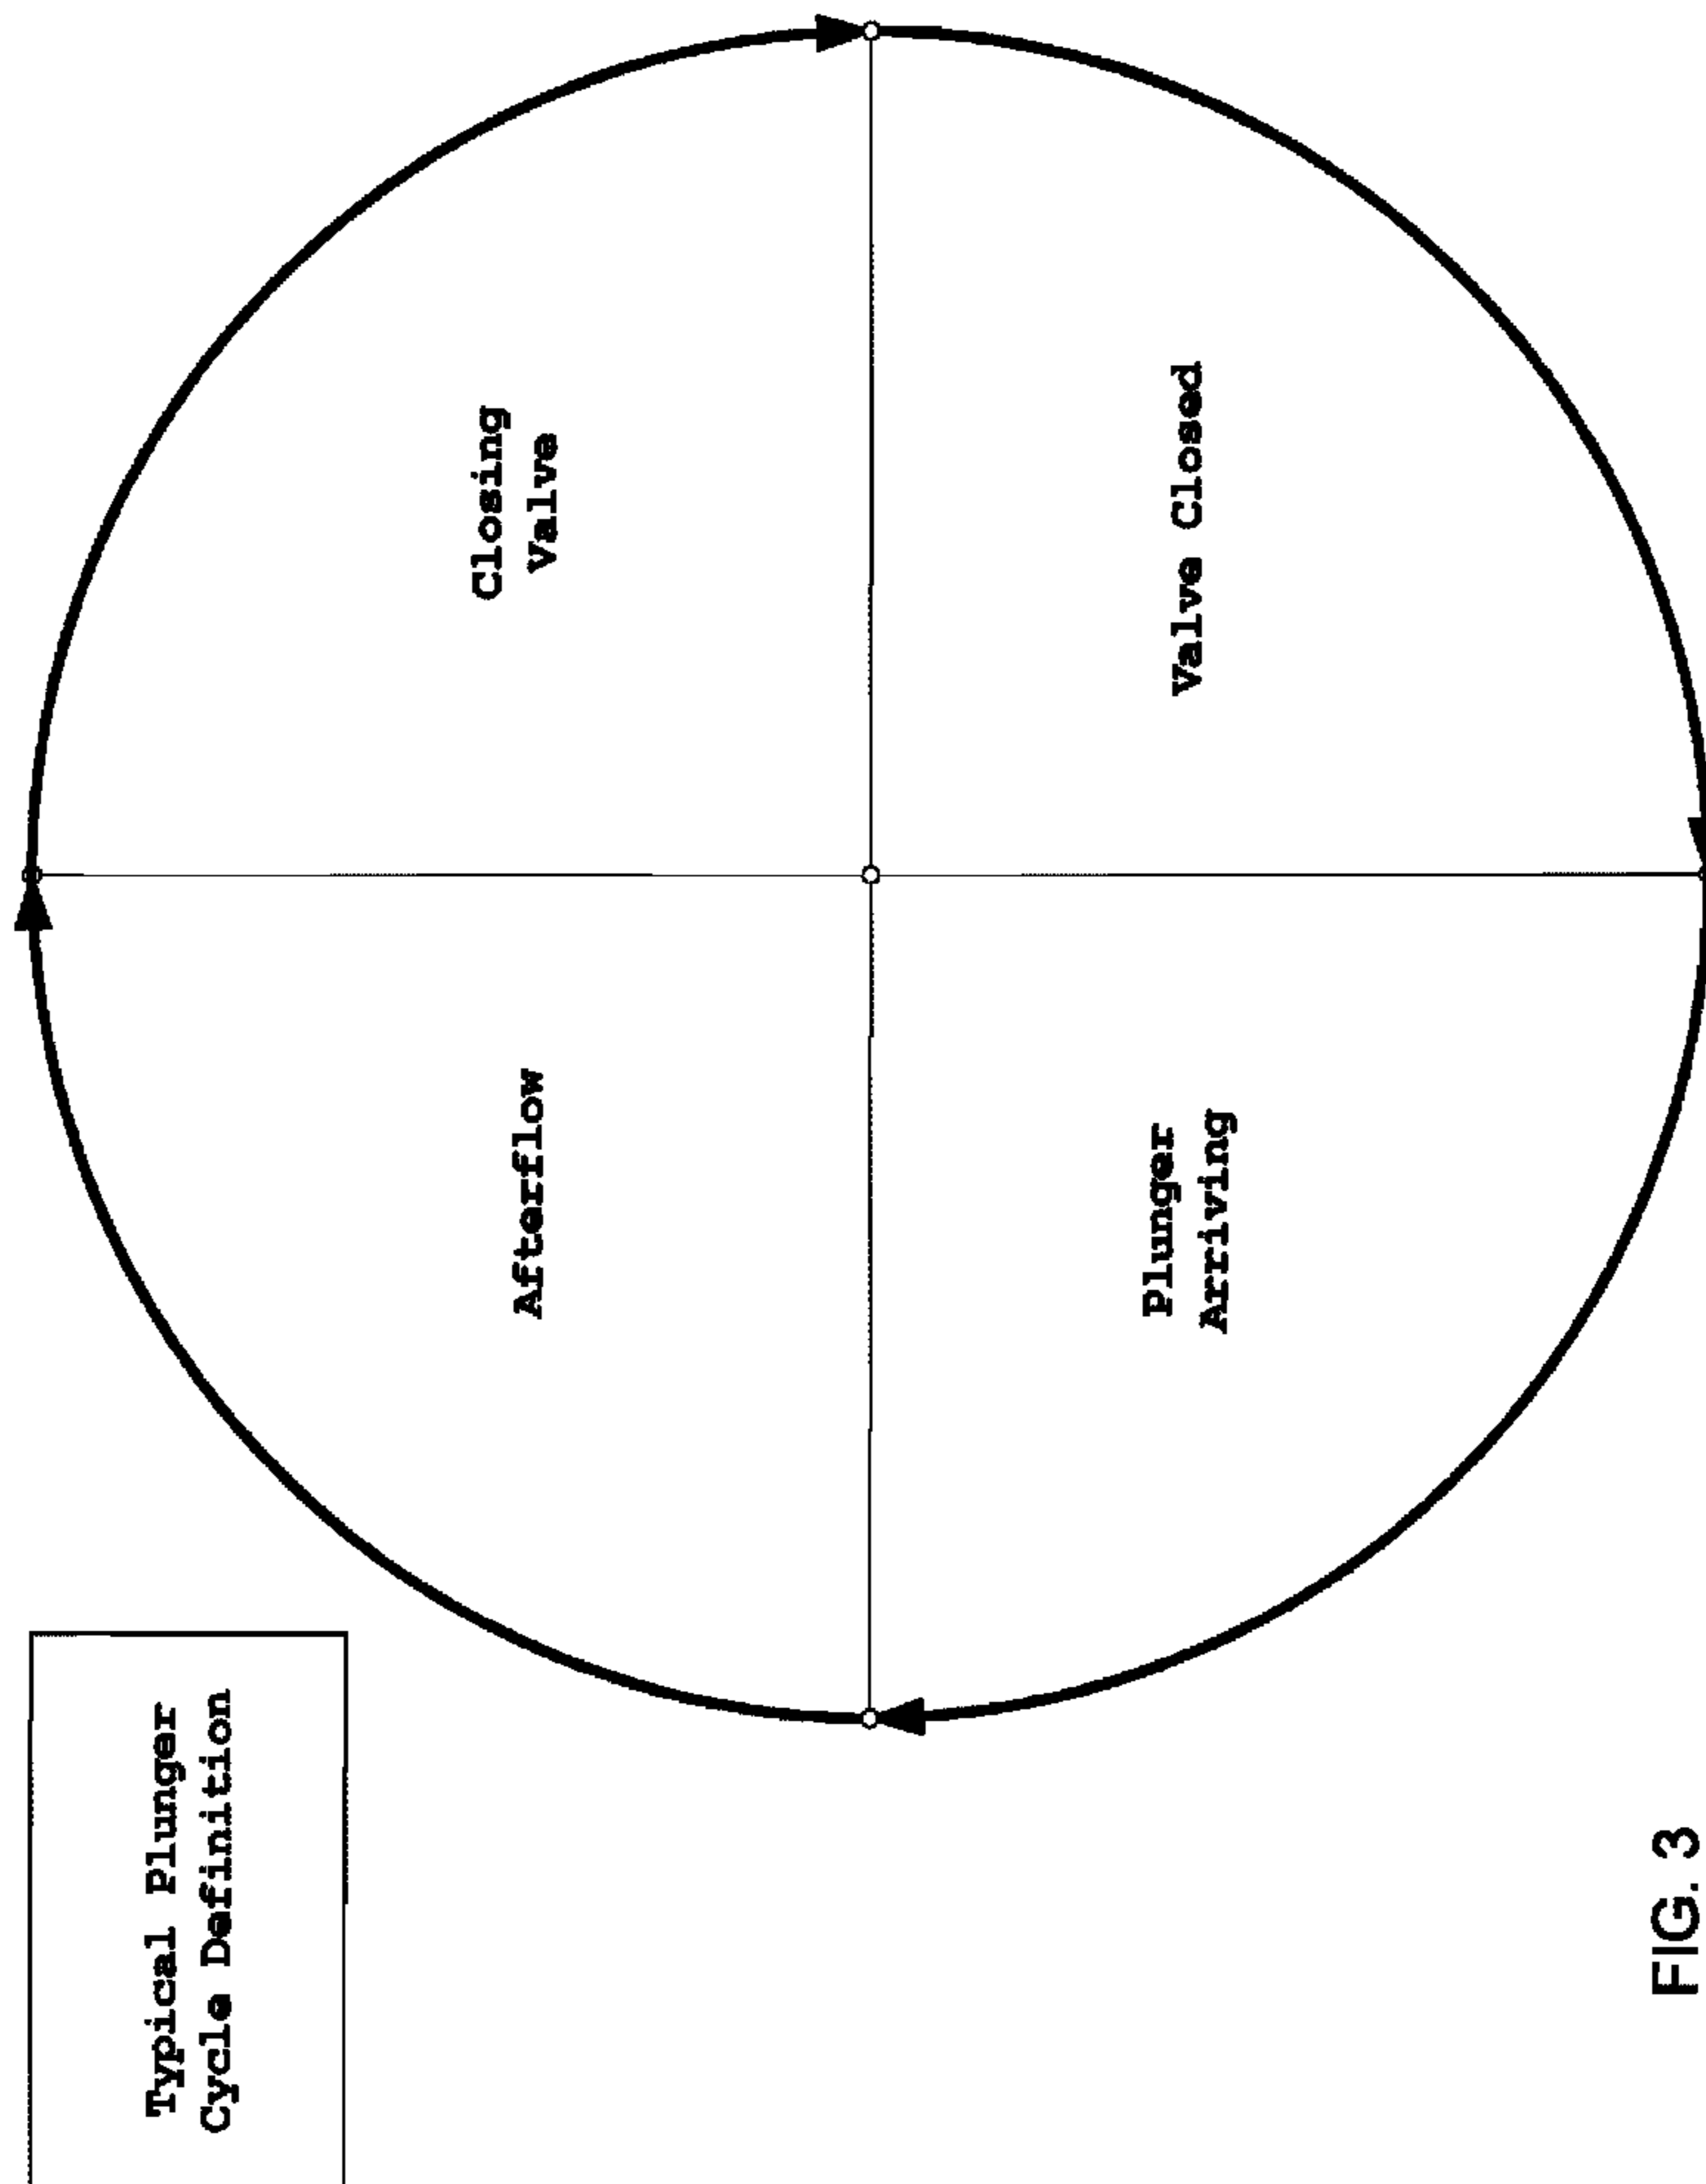 Typical Plunger
Cycle Definition
Afterflow
Closing
Valve
Plunger
Arriving
Valve Closed
FIG. 3